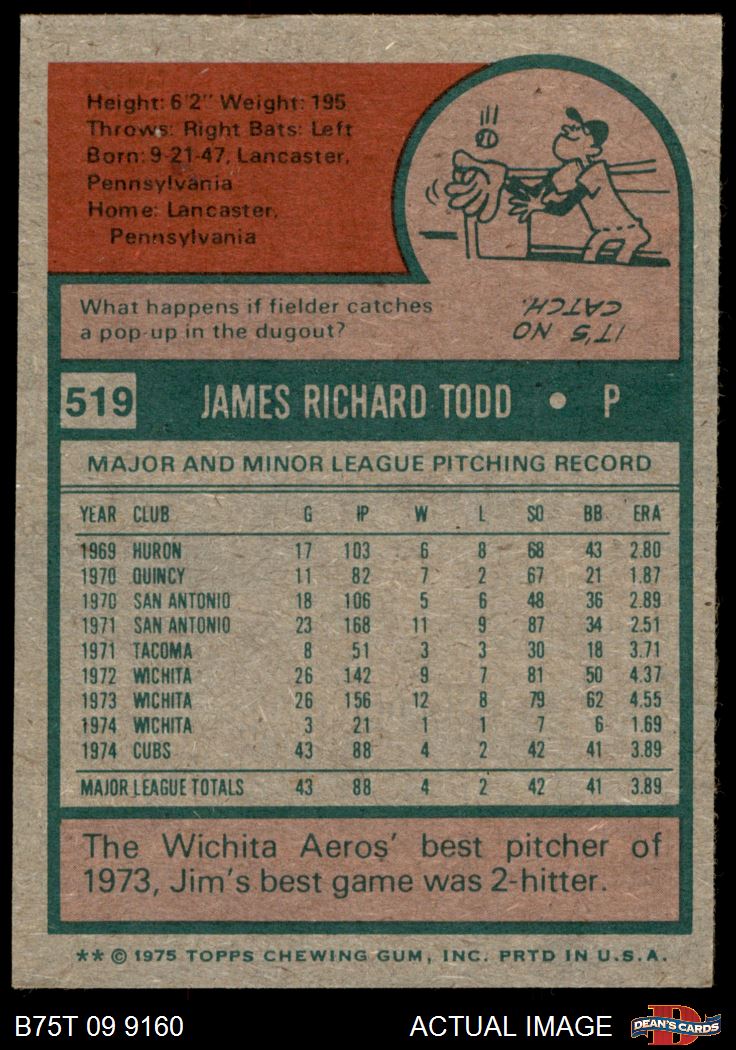 Height: 6'2" Weight: 195
Throws: Right Bats: Left
Born: 9-21-47, Lancaster,
Pennsylvania
Home: Lancaster,
Pennsylvania
What happens if fielder catches
a pop-up in the dugout?
IT'S NO
CATCH.
519 JAMES RICHARD TODD • P
MAJOR AND MINOR LEAGUE PITCHING RECORD
YEAR CLUB G IP W L SO BB ERA
1969 HURON 17 103 6 8 68 43 2.80
1970 QUINCY 11 82 7 2 67 21 1.87
1970 SAN ANTONIO 18 106 5 6 48 36 2.89
1971 SAN ANTONIO 23 168 11 9 87 34 2.51
1971 TACOMA 8 51 3 3 30 18 3.71
1972 WICHITA 26 142 9 7 81 50 4.37
1973 WICHITA 26 156 12 8 79 62 4.55
1974 WICHITA 3 21 1 1 7 6 1.69
1974 CUBS 43 88 4 2 42 41 3.89
MAJOR LEAGUE TOTALS 43 88 4 2 42 41 3.89
The Wichita Aeros' best pitcher of
1973, Jim's best game was 2-hitter.
** © 1975 TOPPS CHEWING GUM, INC. PRTD IN U.S.A.
B75T 09 9160 ACTUAL IMAGE DEAN'S CARDS